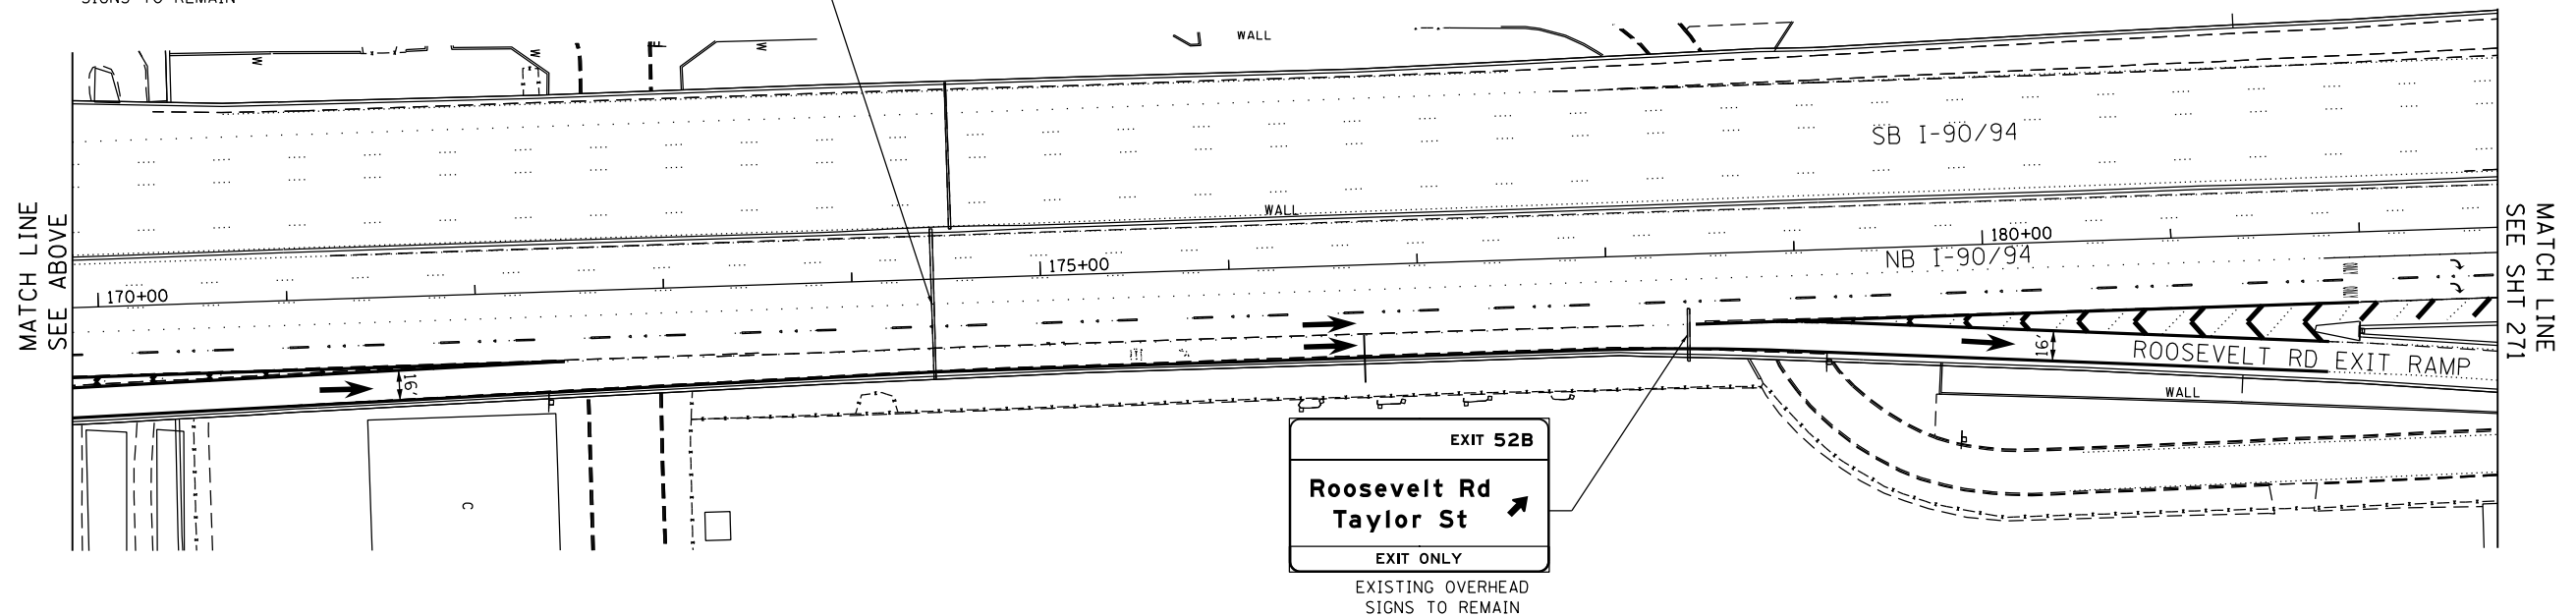 SIGNS TO REMAIN
WALL
SB I-90/94
WALL
MATCH LINE
SEE ABOVE
MATCH LINE
SEE SHT 271
180+00
175+00
NB I-90/94
170+00
16'
16'
ROOSEVELT RD EXIT RAMP
WALL
C
EXIT 52B
Roosevelt Rd
Taylor St
EXIT ONLY
EXISTING OVERHEAD
SIGNS TO REMAIN